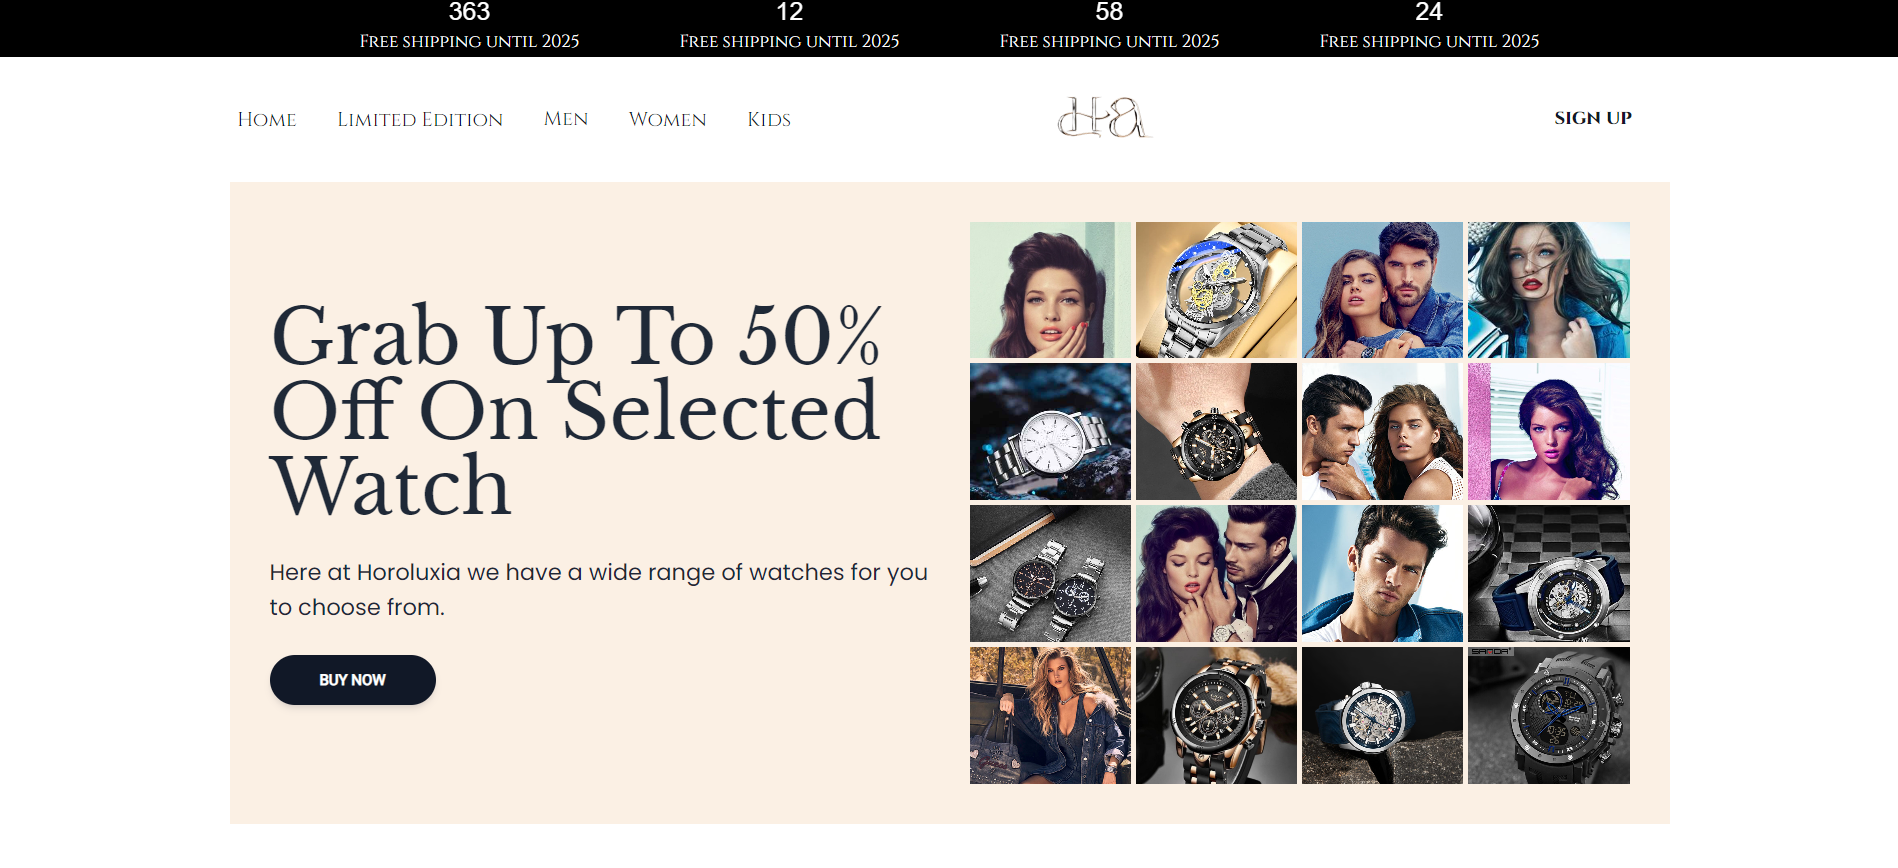 363 12 58 24
Free shipping until 2025 Free shipping until 2025 Free shipping until 2025 Free shipping until 2025
Home Limited Edition Men Women Kids HA SIGN UP
Grab Up To 50%
Off On Selected
Watch
Here at Horoluxia we have a wide range of watches for you
to choose from.
BUY NOW
SANDA